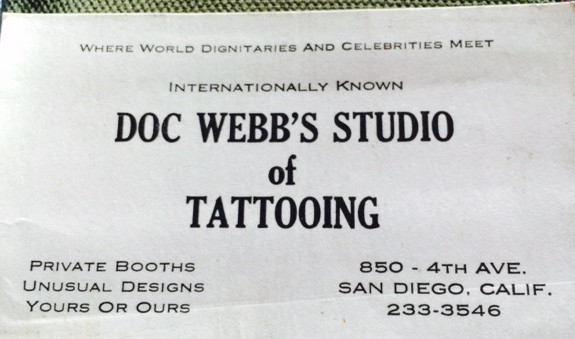 WHERE WORLD DIGNITARIES AND CELEBRITIES MEET
INTERNATIONALLY KNOWN
DOC WEBB'S STUDIO
of
TATTOOING
PRIVATE BOOTHS
UNUSUAL DESIGNS
YOURS OR OURS
850 - 4TH AVE.
SAN DIEGO, CALIF.
233-3546